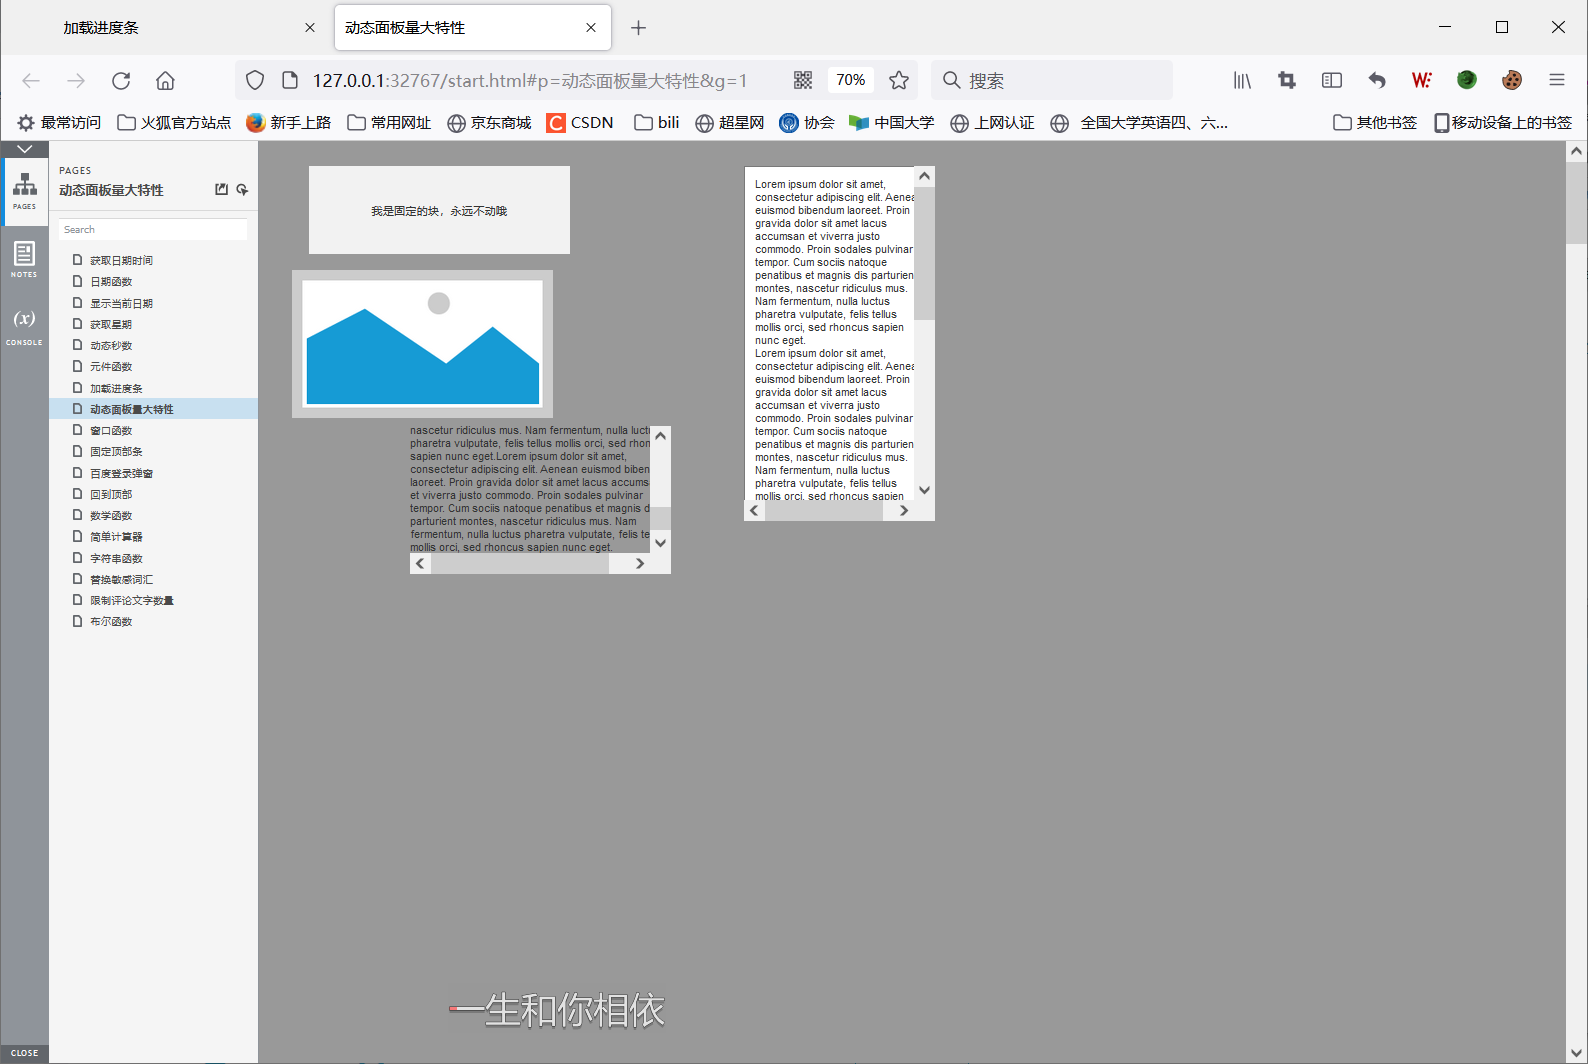 加载进度条
动态面板量大特性
127.0.0.1:32767/start.html#p=动态面板量大特性&g=1
70%
搜索
最常访问
火狐官方站点
新手上路
常用网址
京东商城
CSDN
bili
超星网
协会
中国大学
上网认证
全国大学英语四、六...
其他书签
移动设备上的书签
PAGES
NOTES
(x)
CONSOLE
CLOSE
PAGES
动态面板量大特性
Search
获取日期时间
日期函数
显示当前日期
获取星期
动态秒数
元件函数
加载进度条
动态面板量大特性
窗口函数
固定顶部条
百度登录弹窗
回到顶部
数学函数
简单计算器
字符串函数
替换敏感词汇
限制评论文字数量
布尔函数
我是固定的块，永远不动哦
nascetur ridiculus mus. Nam fermentum, nulla luct
pharetra vulputate, felis tellus mollis orci, sed rhon
sapien nunc eget.Lorem ipsum dolor sit amet,
consectetur adipiscing elit. Aenean euismod biben
laoreet. Proin gravida dolor sit amet lacus accums
et viverra justo commodo. Proin sodales pulvinar
tempor. Cum sociis natoque penatibus et magnis d
parturient montes, nascetur ridiculus mus. Nam
fermentum, nulla luctus pharetra vulputate, felis te
mollis orci, sed rhoncus sapien nunc eget.
Lorem ipsum dolor sit amet,
consectetur adipiscing elit. Aenea
euismod bibendum laoreet. Proin
gravida dolor sit amet lacus
accumsan et viverra justo
commodo. Proin sodales pulvinar
tempor. Cum sociis natoque
penatibus et magnis dis parturien
montes, nascetur ridiculus mus.
Nam fermentum, nulla luctus
pharetra vulputate, felis tellus
mollis orci, sed rhoncus sapien
nunc eget.
Lorem ipsum dolor sit amet,
consectetur adipiscing elit. Aenea
euismod bibendum laoreet. Proin
gravida dolor sit amet lacus
accumsan et viverra justo
commodo. Proin sodales pulvinar
tempor. Cum sociis natoque
penatibus et magnis dis parturien
montes, nascetur ridiculus mus.
Nam fermentum, nulla luctus
pharetra vulputate, felis tellus
mollis orci, sed rhoncus sapien
一生和你相依